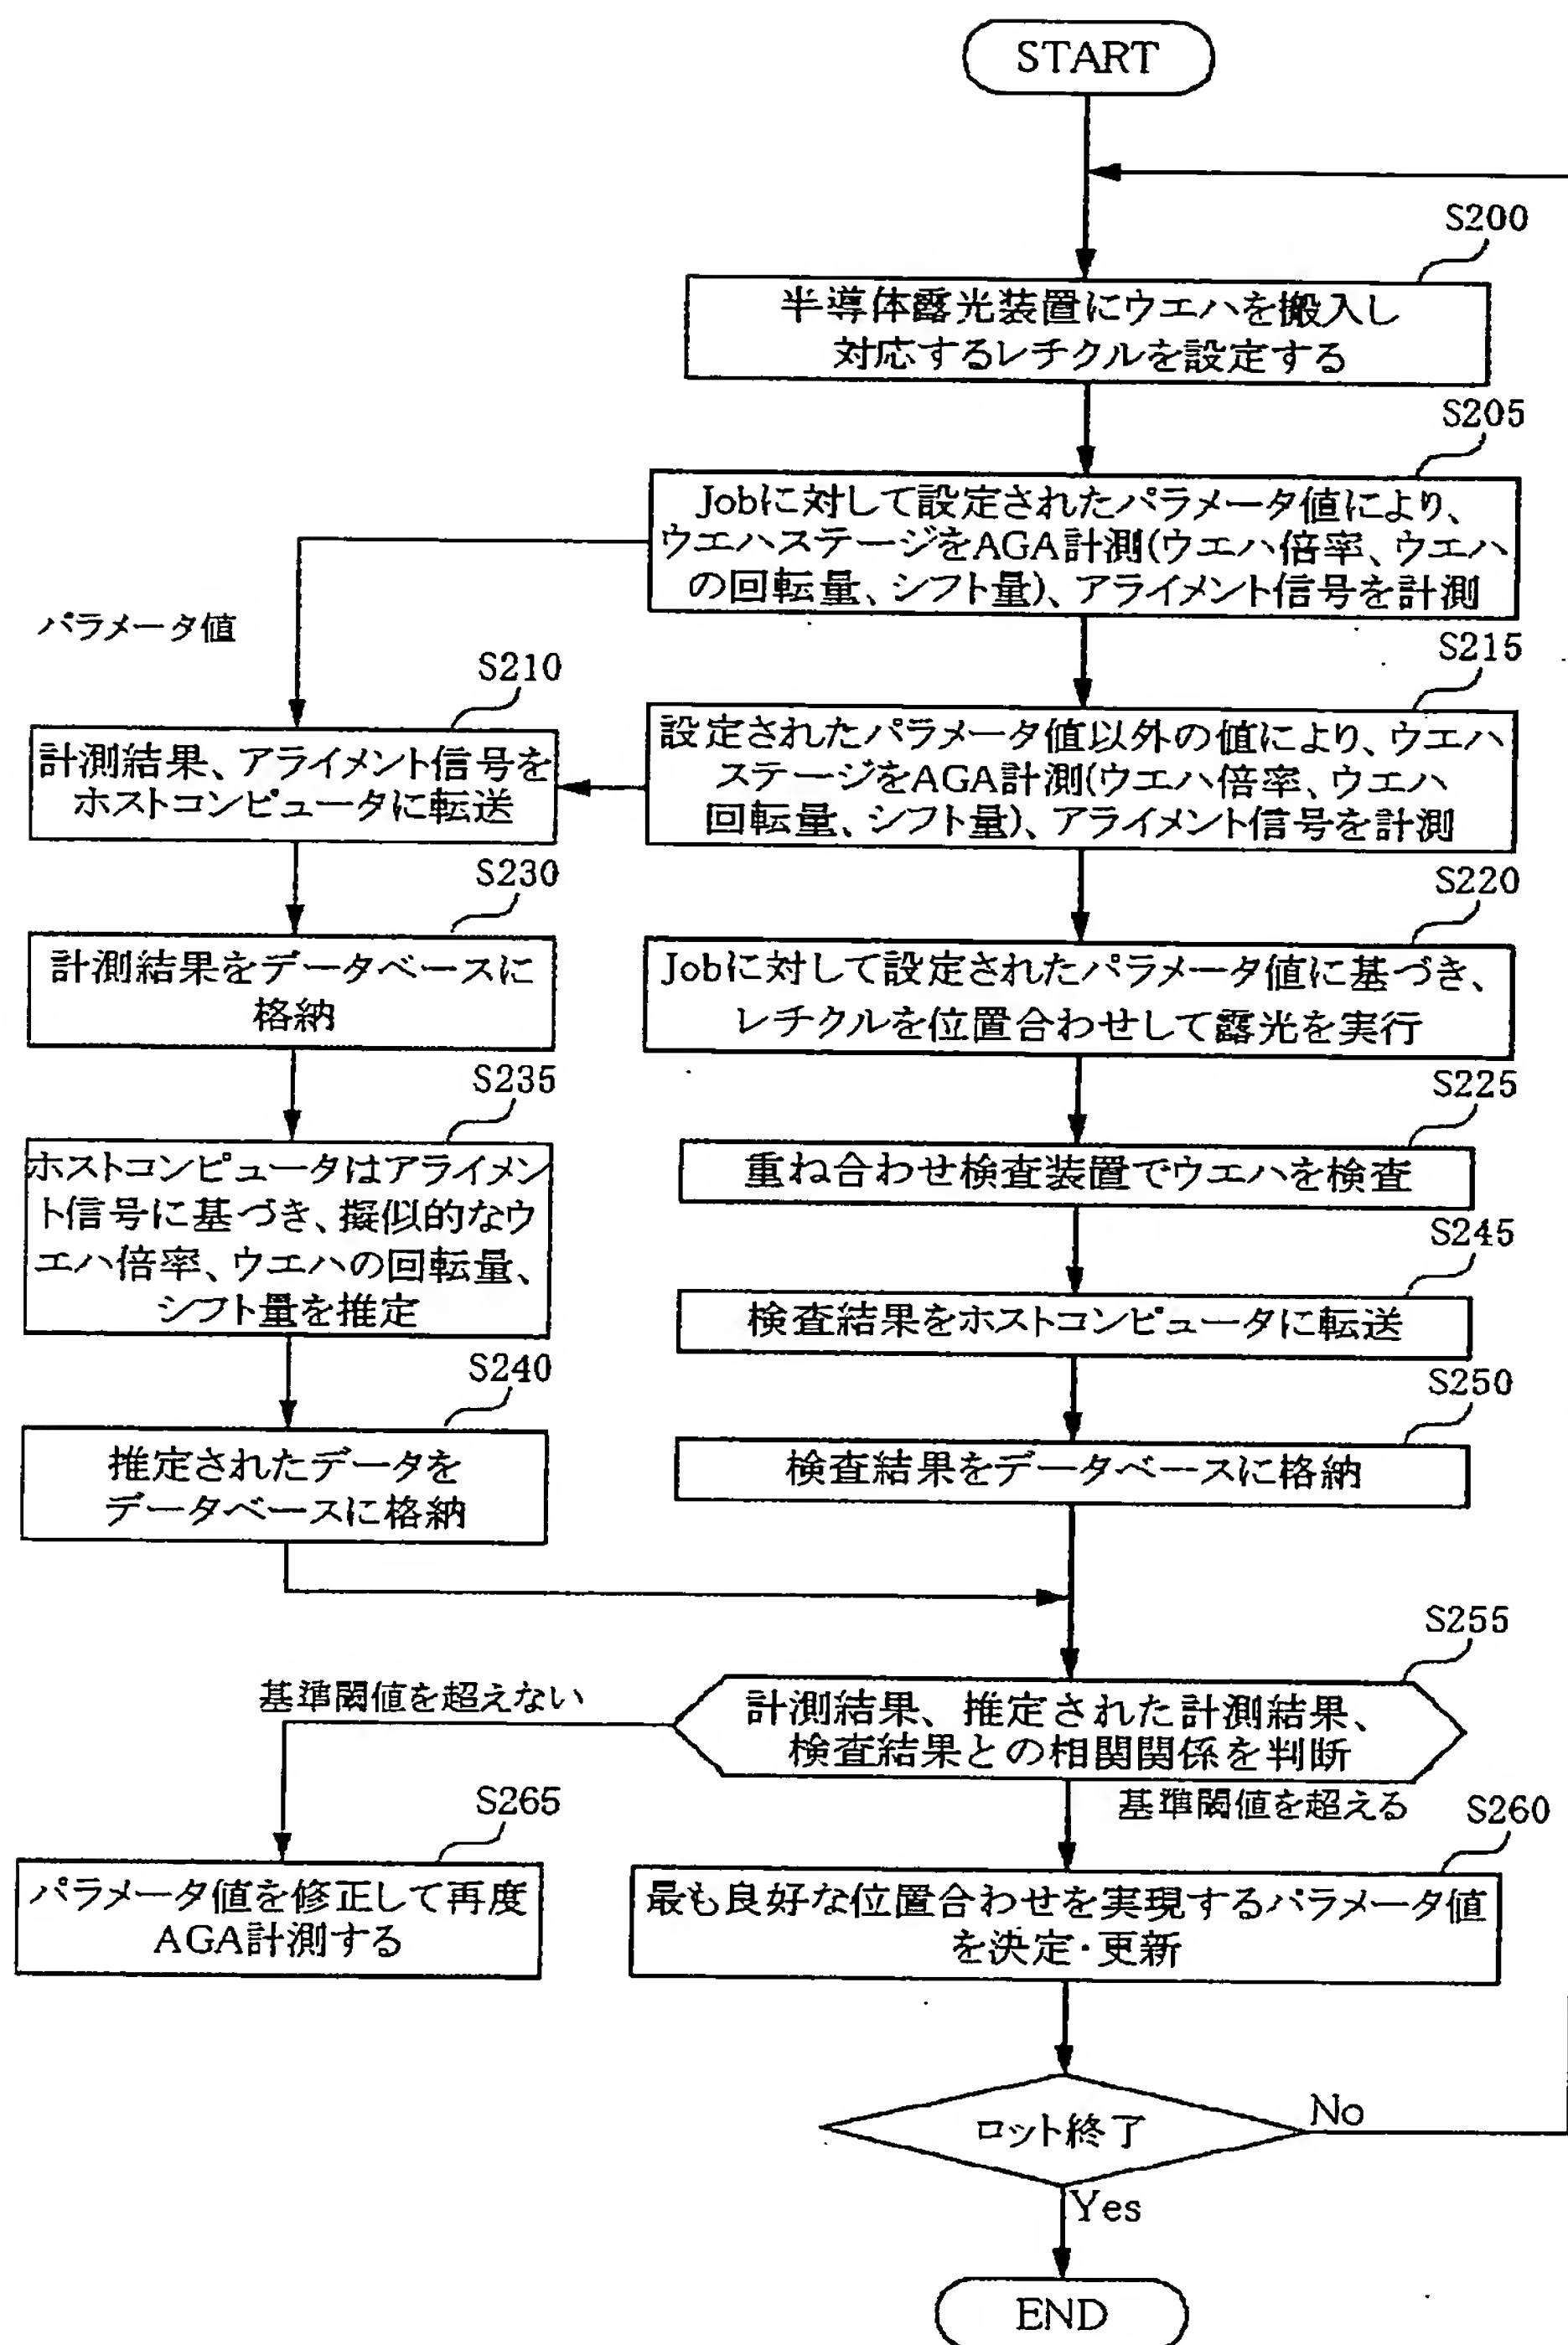 START
S200
半導体露光装置にウエハを搬入し
対応するレチクルを設定する
S205
Jobに対して設定されたパラメータ値により、
ウエハステージをAGA計測(ウエハ倍率、ウエハ
の回転量、シフト量)、アライメント信号を計測
パラメータ値
S210
計測結果、アライメント信号を
ホストコンピュータに転送
S215
設定されたパラメータ値以外の値により、ウエハ
ステージをAGA計測(ウエハ倍率、ウエハ
回転量、シフト量)、アライメント信号を計測
S230
計測結果をデータベースに
格納
S220
Jobに対して設定されたパラメータ値に基づき、
レチクルを位置合わせして露光を実行
S235
ホストコンピュータはアライメン
ト信号に基づき、擬似的なウ
エハ倍率、ウエハの回転量、
シフト量を推定
S225
重ね合わせ検査装置でウエハを検査
S245
検査結果をホストコンピュータに転送
S240
推定されたデータを
データベースに格納
S250
検査結果をデータベースに格納
S255
計測結果、推定された計測結果、
検査結果との相関関係を判断
基準閾値を超えない
基準閾値を超える
S265
パラメータ値を修正して再度
AGA計測する
S260
最も良好な位置合わせを実現するパラメータ値
を決定・更新
ロット終了
No
Yes
END